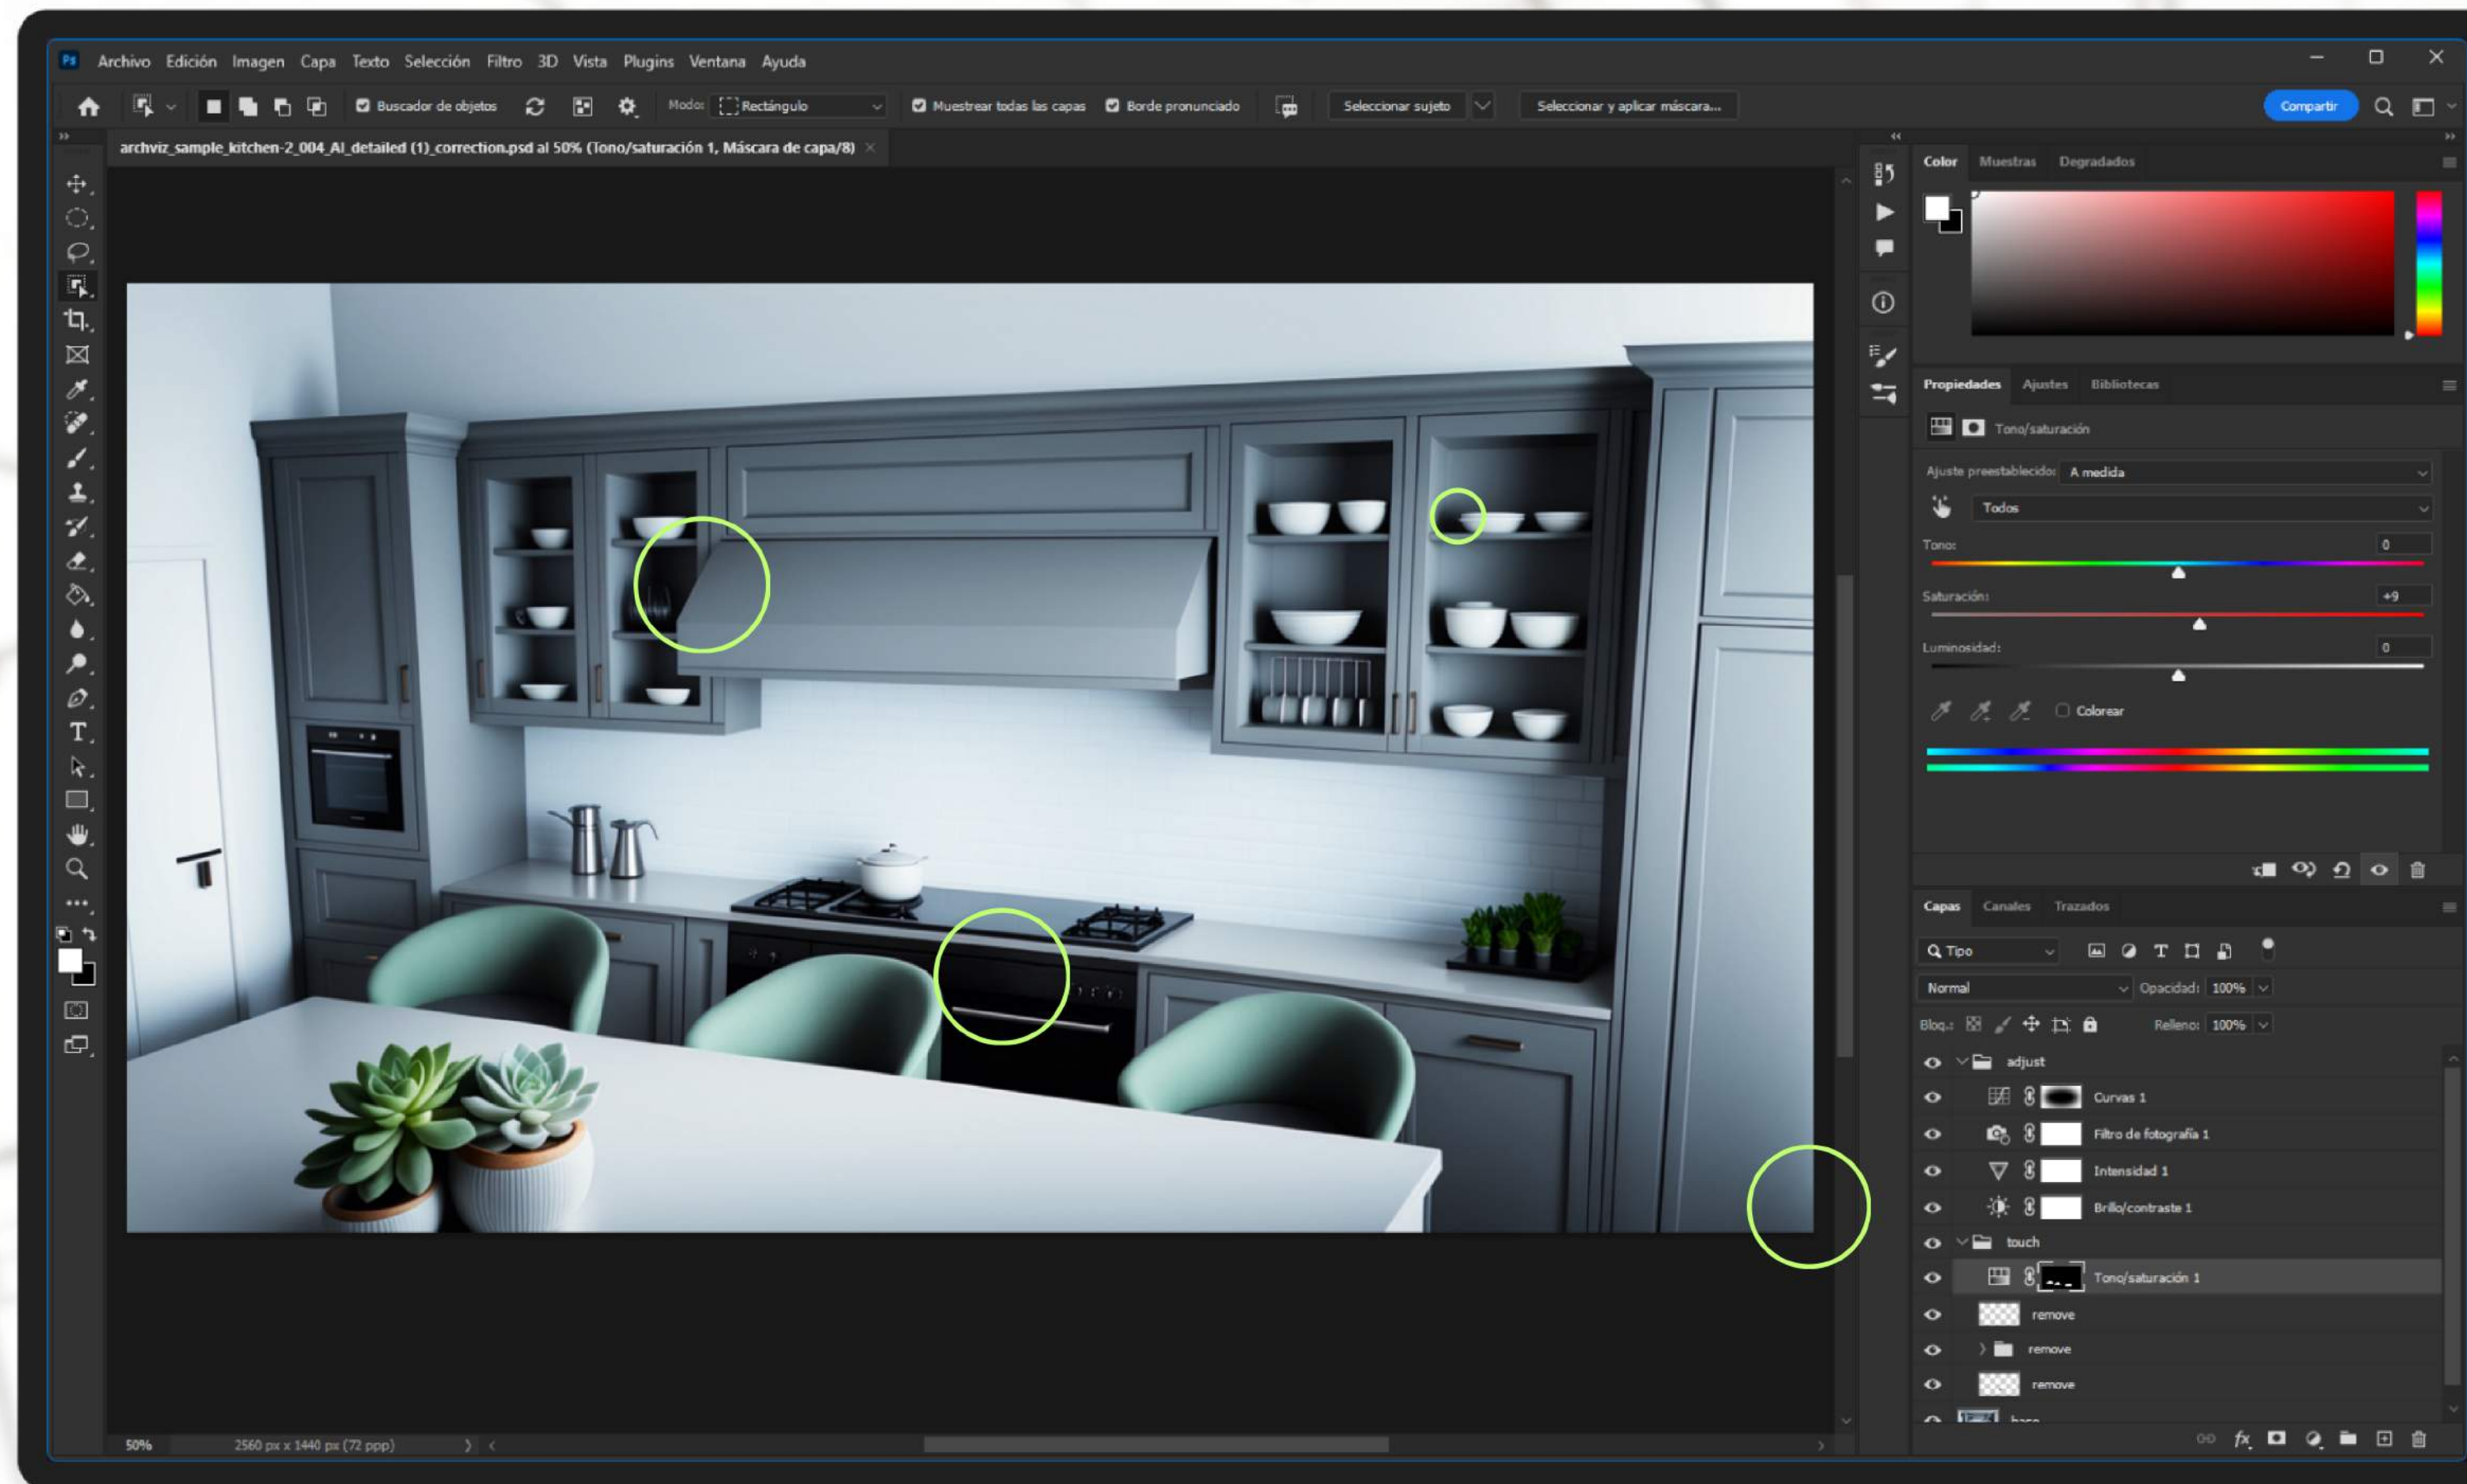 Ps Archivo Edición Imagen Capa Texto Selección Filtro 3D Vista Plugins Ventana Ayuda
Buscador de objetos Modo: Rectángulo Muestrear todas las capas Borde pronunciado Seleccionar sujeto Seleccionar y aplicar máscara... Compartir
archviz_sample_kitchen-2_004_AI_detailed (1)_correction.psd al 50% (Tono/saturación 1, Máscara de capa/8) ×
Color Muestras Degradados
Propiedades Ajustes Bibliotecas
Tono/saturación
Ajuste preestablecido: A medida
Todos
Tono: 0
Saturación: +9
Luminosidad: 0
Colorear
Capas Canales Trazados
Tipo
Normal Opacidad: 100%
Bloq.: Relleno: 100%
adjust
Curvas 1
Filtro de fotografía 1
Intensidad 1
Brillo/contraste 1
touch
Tono/saturación 1
remove
remove
remove
base
50% 2560 px x 1440 px (72 ppp)
fx